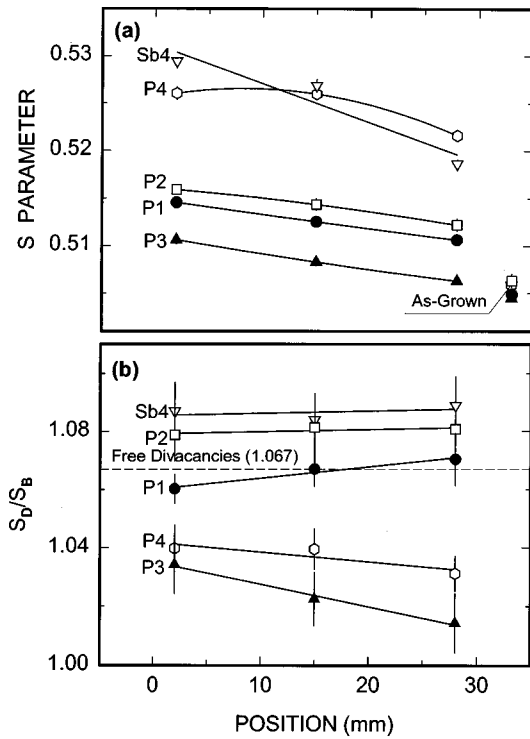 (a)
0.53
Sb4
P4
0.52
P2
P1
0.51
P3
As-Grown
S PARAMETER
(b)
Sb4
1.08
P2
Free Divacancies (1.067)
P1
P4
1.04
P3
1.00
S_D/S_B
0 10 20 30
POSITION (mm)